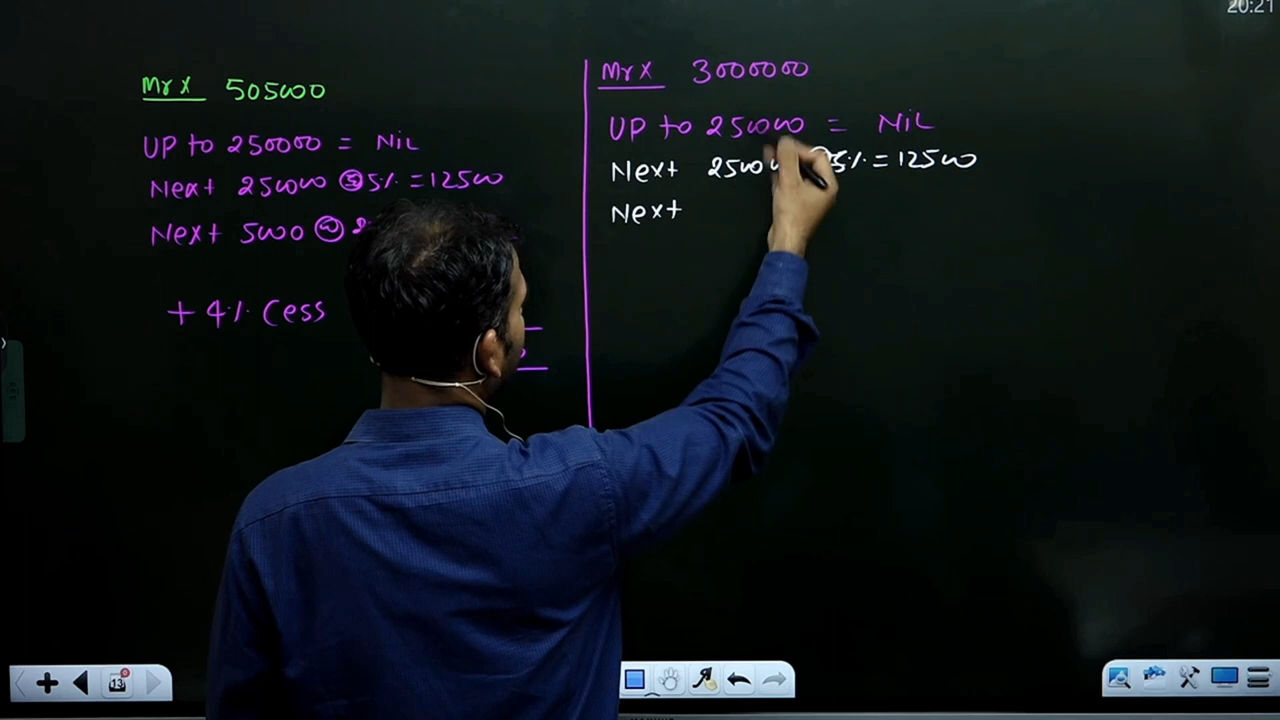 20:21
Mr X 505000
UP to 250000 = NiL
Next 250000 @ 5% = 12500
Next 5000 @
+ 4% Cess
Mr X 3000000
UP to 250000 = NiL
Next 2500 5% = 12500
Next
13